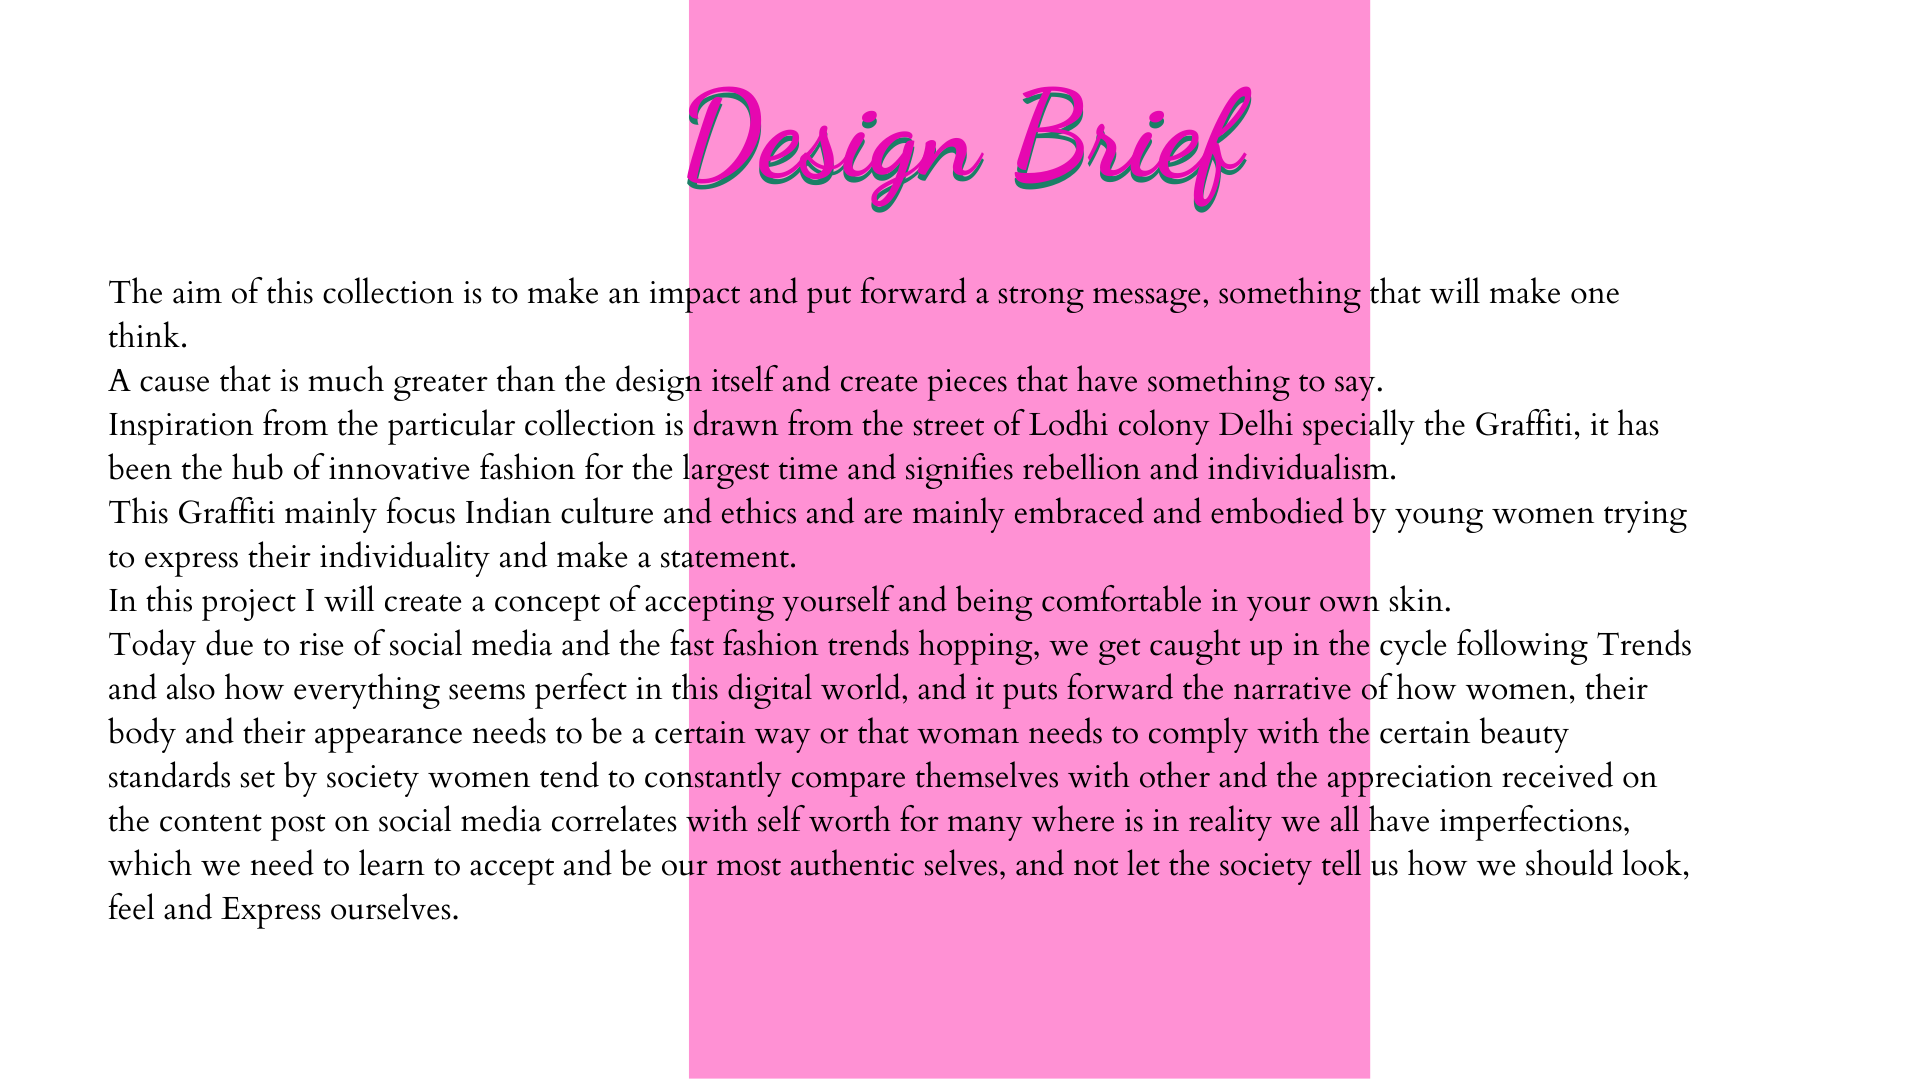 Design Brief
The aim of this collection is to make an impact and put forward a strong message, something that will make one
think.
A cause that is much greater than the design itself and create pieces that have something to say.
Inspiration from the particular collection is drawn from the street of Lodhi colony Delhi specially the Graffiti, it has
been the hub of innovative fashion for the largest time and signifies rebellion and individualism.
This Graffiti mainly focus Indian culture and ethics and are mainly embraced and embodied by young women trying
to express their individuality and make a statement.
In this project I will create a concept of accepting yourself and being comfortable in your own skin.
Today due to rise of social media and the fast fashion trends hopping, we get caught up in the cycle following Trends
and also how everything seems perfect in this digital world, and it puts forward the narrative of how women, their
body and their appearance needs to be a certain way or that woman needs to comply with the certain beauty
standards set by society women tend to constantly compare themselves with other and the appreciation received on
the content post on social media correlates with self worth for many where is in reality we all have imperfections,
which we need to learn to accept and be our most authentic selves, and not let the society tell us how we should look,
feel and Express ourselves.